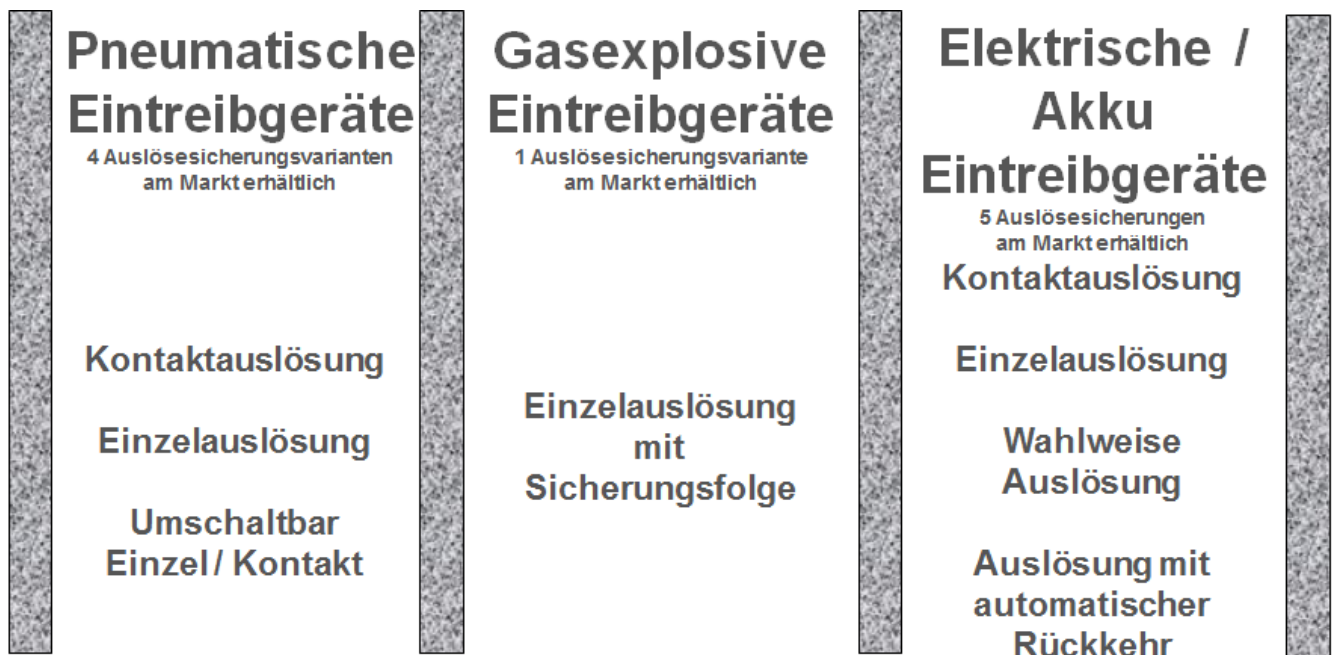 Pneumatische
Eintreibgeräte
4 Auslösesicherungsvarianten
am Markt erhältlich
Kontaktauslösung
Einzelauslösung
Umschaltbar
Einzel / Kontakt
Gasexplosive
Eintreibgeräte
1 Auslösesicherungsvariante
am Markt erhältlich
Einzelauslösung
mit
Sicherungsfolge
Elektrische /
Akku
Eintreibgeräte
5 Auslösesicherungen
am Markt erhältlich
Kontaktauslösung
Einzelauslösung
Wahlweise
Auslösung
Auslösung mit
automatischer
Rückkehr